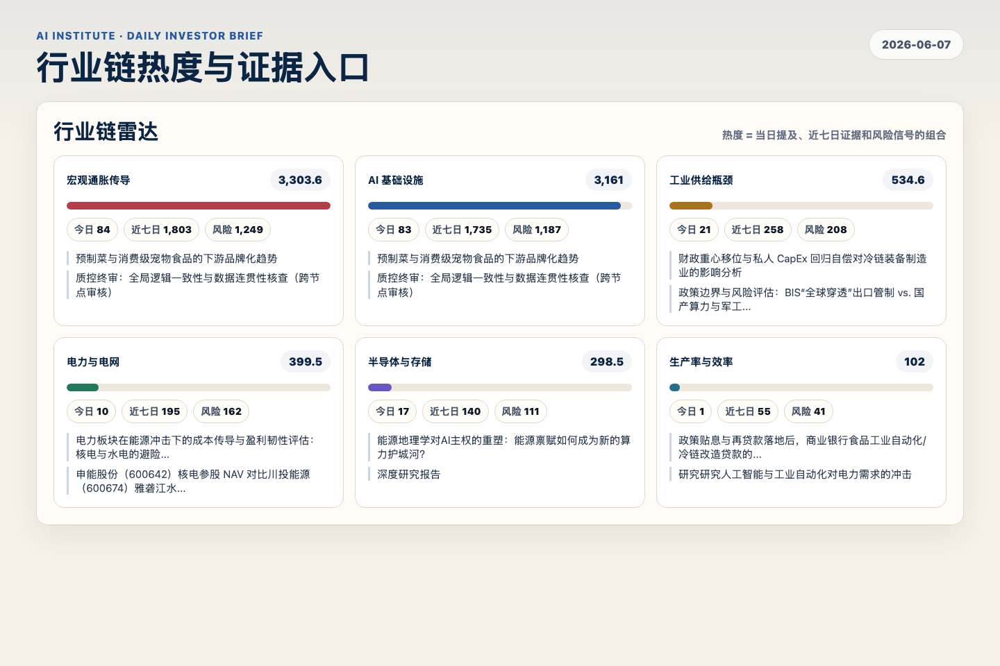 AI INSTITUTE · DAILY INVESTOR BRIEF
行业链热度与证据入口
2026-06-07
行业链雷达
热度 = 当日提及、近七日证据和风险信号的组合
宏观通胀传导
3,303.6
今日 84
近七日 1,803
风险 1,249
预制菜与消费级宠物食品的下游品牌化趋势
质控终审：全局逻辑一致性与数据连贯性核查（跨节
点审核）
AI 基础设施
3,161
今日 83
近七日 1,735
风险 1,187
预制菜与消费级宠物食品的下游品牌化趋势
质控终审：全局逻辑一致性与数据连贯性核查（跨节
点审核）
工业供给瓶颈
534.6
今日 21
近七日 258
风险 208
财政重心移位与私人 CapEx 回归自偿对冷链装备制造
业的影响分析
政策边界与风险评估：BIS“全球穿透”出口管制 vs. 国
产算力与军工...
电力与电网
399.5
今日 10
近七日 195
风险 162
电力板块在能源冲击下的成本传导与盈利韧性评估：
核电与水电的避险...
申能股份（600642）核电参股 NAV 对比川投能源
（600674）雅砻江水...
半导体与存储
298.5
今日 17
近七日 140
风险 111
能源地理学对AI主权的重塑：能源禀赋如何成为新的算
力护城河?
深度研究报告
生产率与效率
102
今日 1
近七日 55
风险 41
政策贴息与再贷款落地后，商业银行食品工业自动化/
冷链改造贷款的...
研究研究人工智能与工业自动化对电力需求的冲击